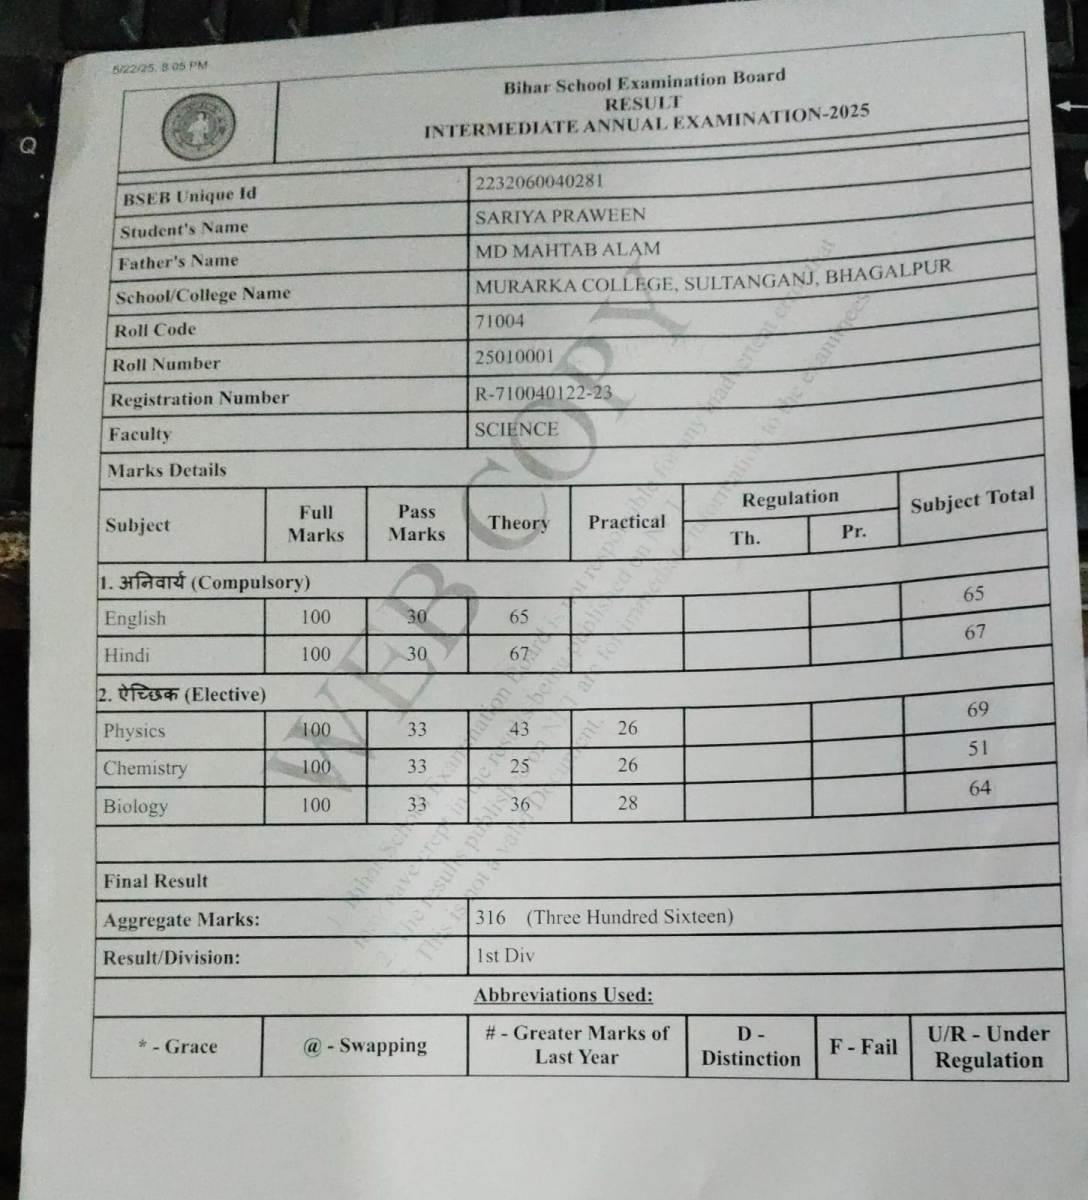 5/22/25, 8:05 PM
Bihar School Examination Board
RESULT
INTERMEDIATE ANNUAL EXAMINATION-2025
BSEB Unique Id 2232060040281
Student's Name SARIYA PRAWEEN
Father's Name MD MAHTAB ALAM
School/College Name MURARKA COLLEGE, SULTANGANJ, BHAGALPUR
Roll Code 71004
Roll Number 25010001
Registration Number R-710040122-23
Faculty SCIENCE
Marks Details
Subject Full Marks Pass Marks Theory Practical Regulation Th. Pr. Subject Total
1. अनिवार्य (Compulsory)
English 100 30 65 65
Hindi 100 30 67 67
2. ऐच्छिक (Elective)
Physics 100 33 43 26 69
Chemistry 100 33 25 26 51
Biology 100 33 36 28 64
Final Result
Aggregate Marks: 316 (Three Hundred Sixteen)
Result/Division: 1st Div
Abbreviations Used:
* - Grace @ - Swapping # - Greater Marks of Last Year D - Distinction F - Fail U/R - Under Regulation
WEB COPY
Q